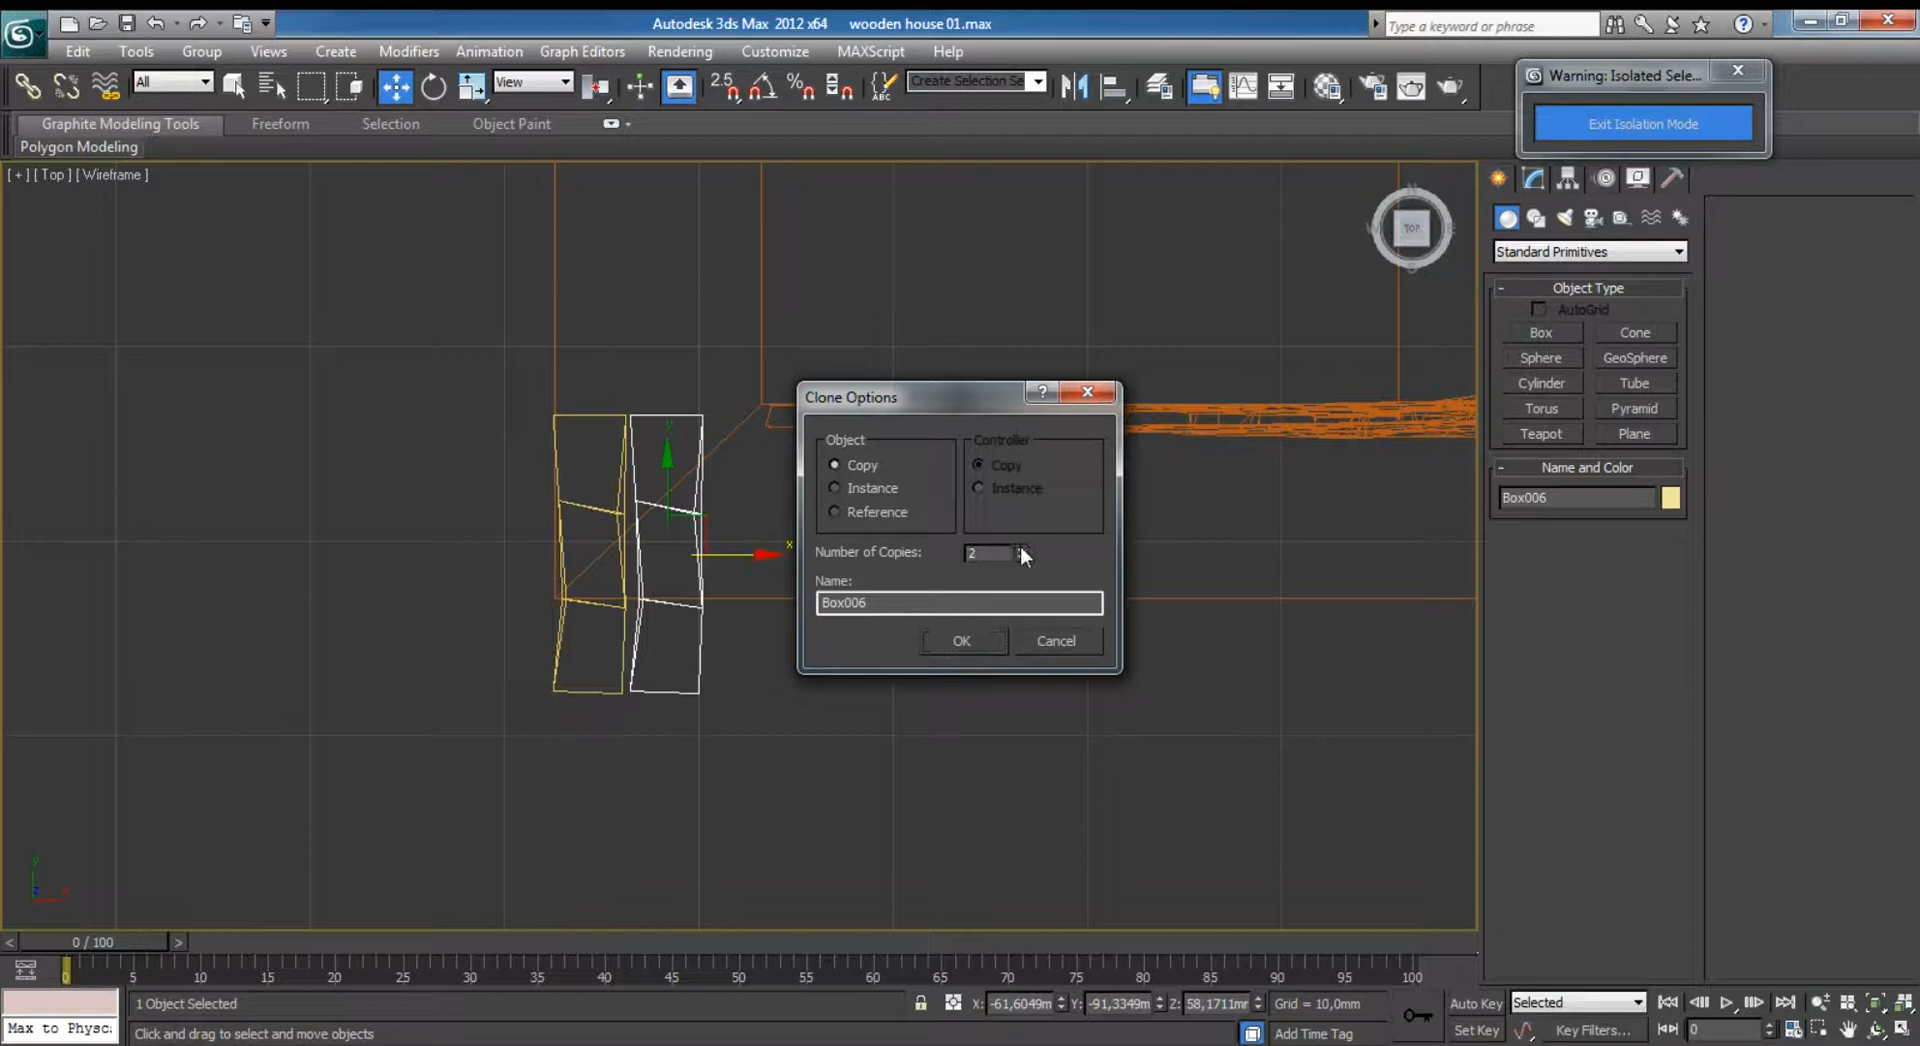 Autodesk 3ds Max 2012 x64 wooden house 01.max
Type a keyword or phrase
Edit Tools Group Views Create Modifiers Animation Graph Editors Rendering Customize MAXScript Help
Warning: Isolated Sele...
All
View
2.5
Create Selection Se
Exit Isolation Mode
Graphite Modeling Tools Freeform Selection Object Paint
Polygon Modeling
[ + ] [ Top ] [ Wireframe ]
TOP
Standard Primitives
Object Type
AutoGrid
Box Cone
Sphere GeoSphere
Cylinder Tube
Torus Pyramid
Teapot Plane
Name and Color
Box006
Clone Options
Object
Controller
Copy
Copy
Instance
Instance
Reference
Number of Copies: 2
Name:
Box006
OK Cancel
x
y
x
0 / 100
0 5 10 15 20 25 30 35 40 45 50 55 60 65 70 75 80 85 90 95 100
1 Object Selected
X: -61,6049m Y: -91,3349m Z: 58,1711mr Grid = 10,0mm
Auto Key Selected
Max to Physc:
Click and drag to select and move objects
Add Time Tag
Set Key Key Filters... 0